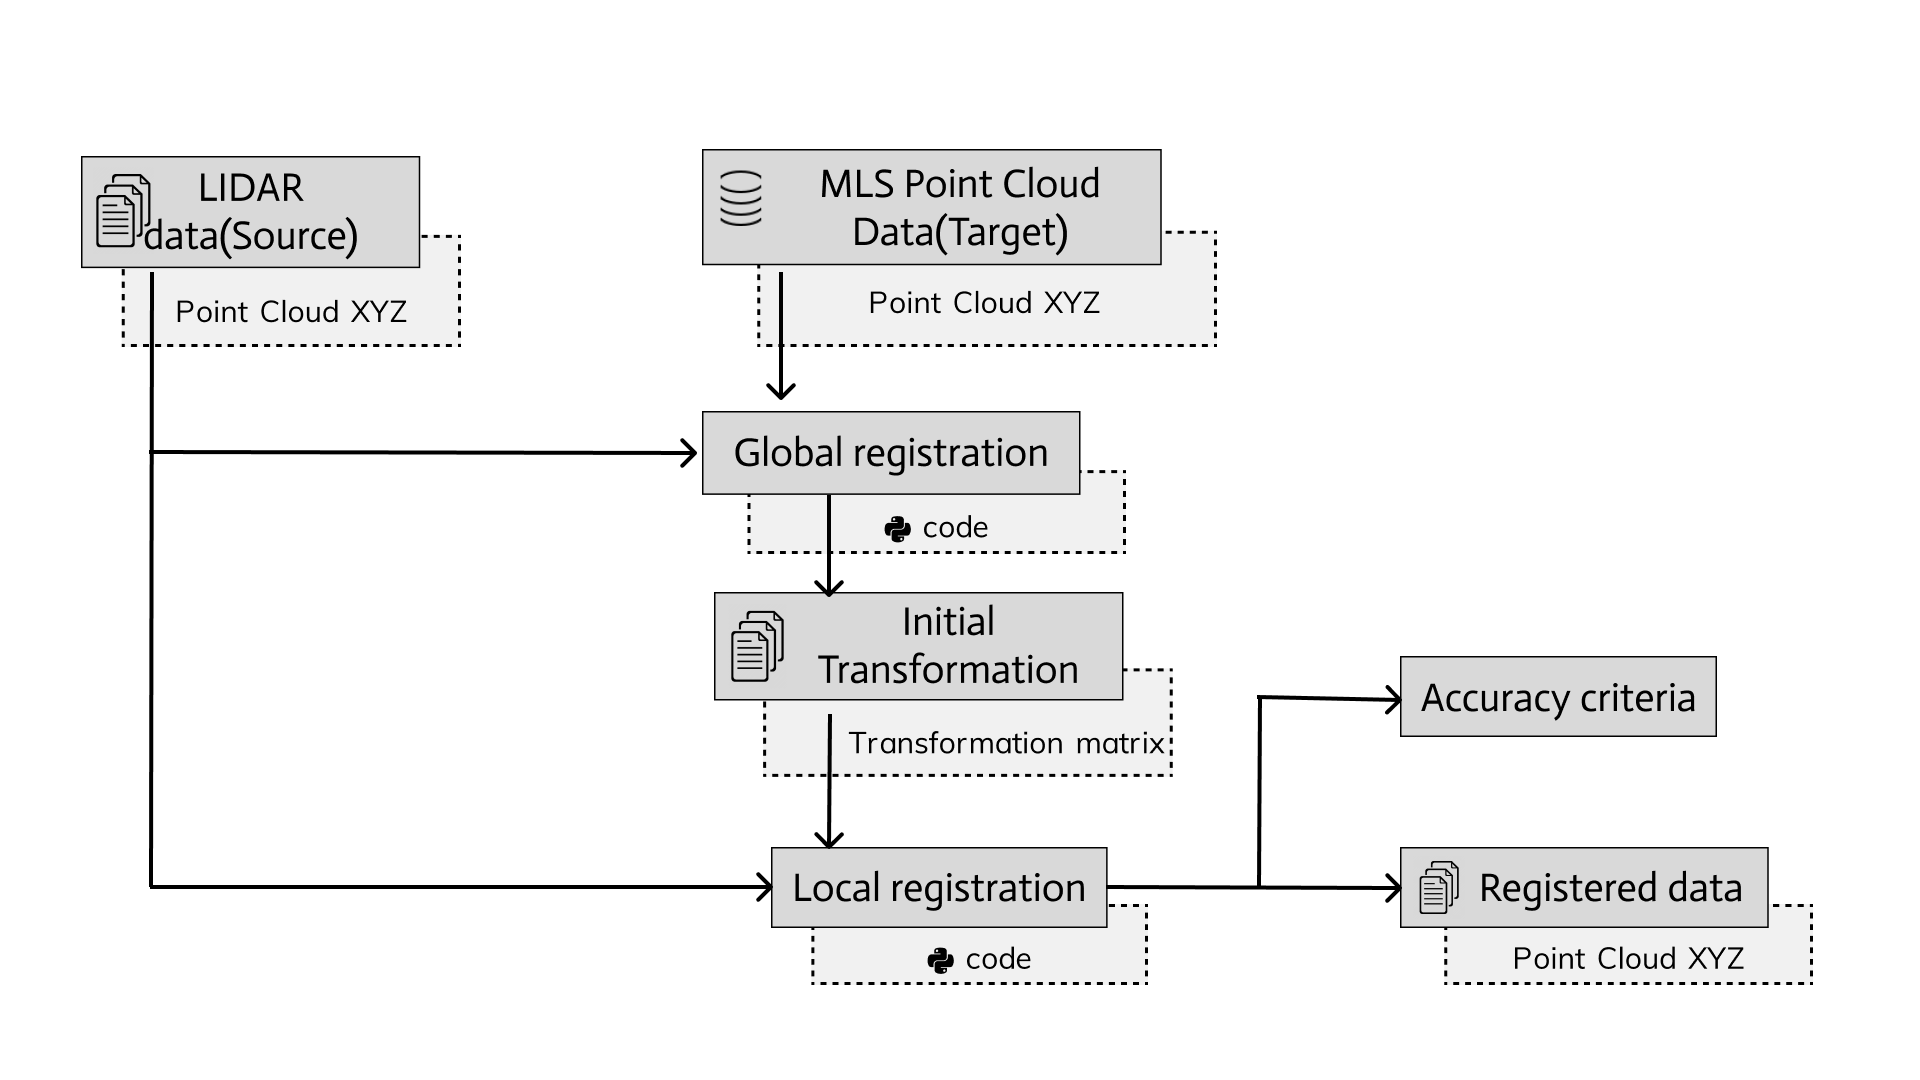 LIDAR
data(Source)
Point Cloud XYZ
MLS Point Cloud
Data(Target)
Point Cloud XYZ
Global registration
code
Initial
Transformation
Transformation matrix
Accuracy criteria
Local registration
code
Registered data
Point Cloud XYZ